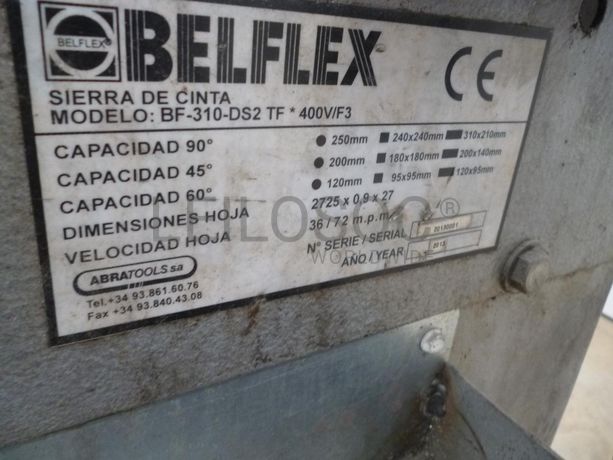 BELFLEX® BELFLEX CE
SIERRA DE CINTA
MODELO: BF-310-DS2 TF * 400V/F3
CAPACIDAD 90° 250mm 240x240mm 310x210mm
CAPACIDAD 45° 200mm 180x180mm 200x140mm
CAPACIDAD 60° 120mm 95x95mm 120x95mm
DIMENSIONES HOJA 2725 x 0,9 x 27
VELOCIDAD HOJA 36/72 m.p.m.
Nº SERIE/SERIAL
AÑO/YEAR 2013
ABRATOOLS sa
Tel.+34 93.861.60.76
Fax +34 93.840.43.08
LEILOSOC®
WORLDWIDE